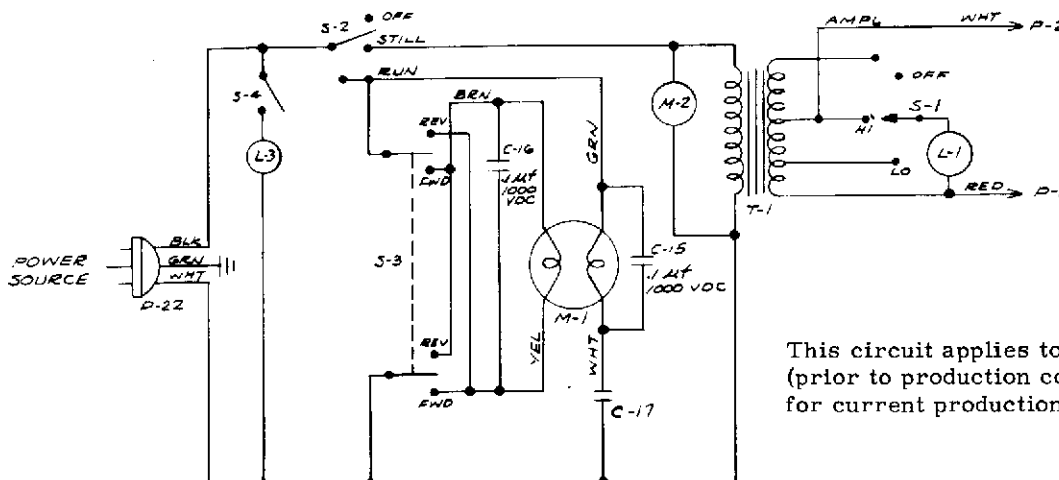 S-2
OFF
STILL
RUN
S-4
L-3
BRN
REV
FWD
C-16
.1 µf
1000
VDC
GRN
M-2
T-1
AMPL
WHT
OFF
S-1
HI
L-1
LO
RED
POWER
SOURCE
BLK
GRN
WHT
P-22
S-3
C-15
.1 µf
1000 VDC
M-1
REV
FWD
YEL
WHT
C-17
This circuit applies to
(prior to production
for current production